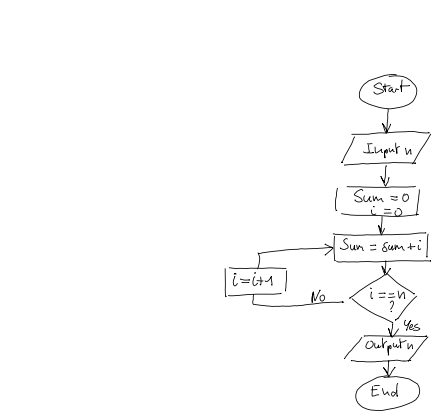 Start
Input n
Sum = 0
i = 0
Sum = sum + i
i = i + 1
No
i == n
?
Yes
Output n
End